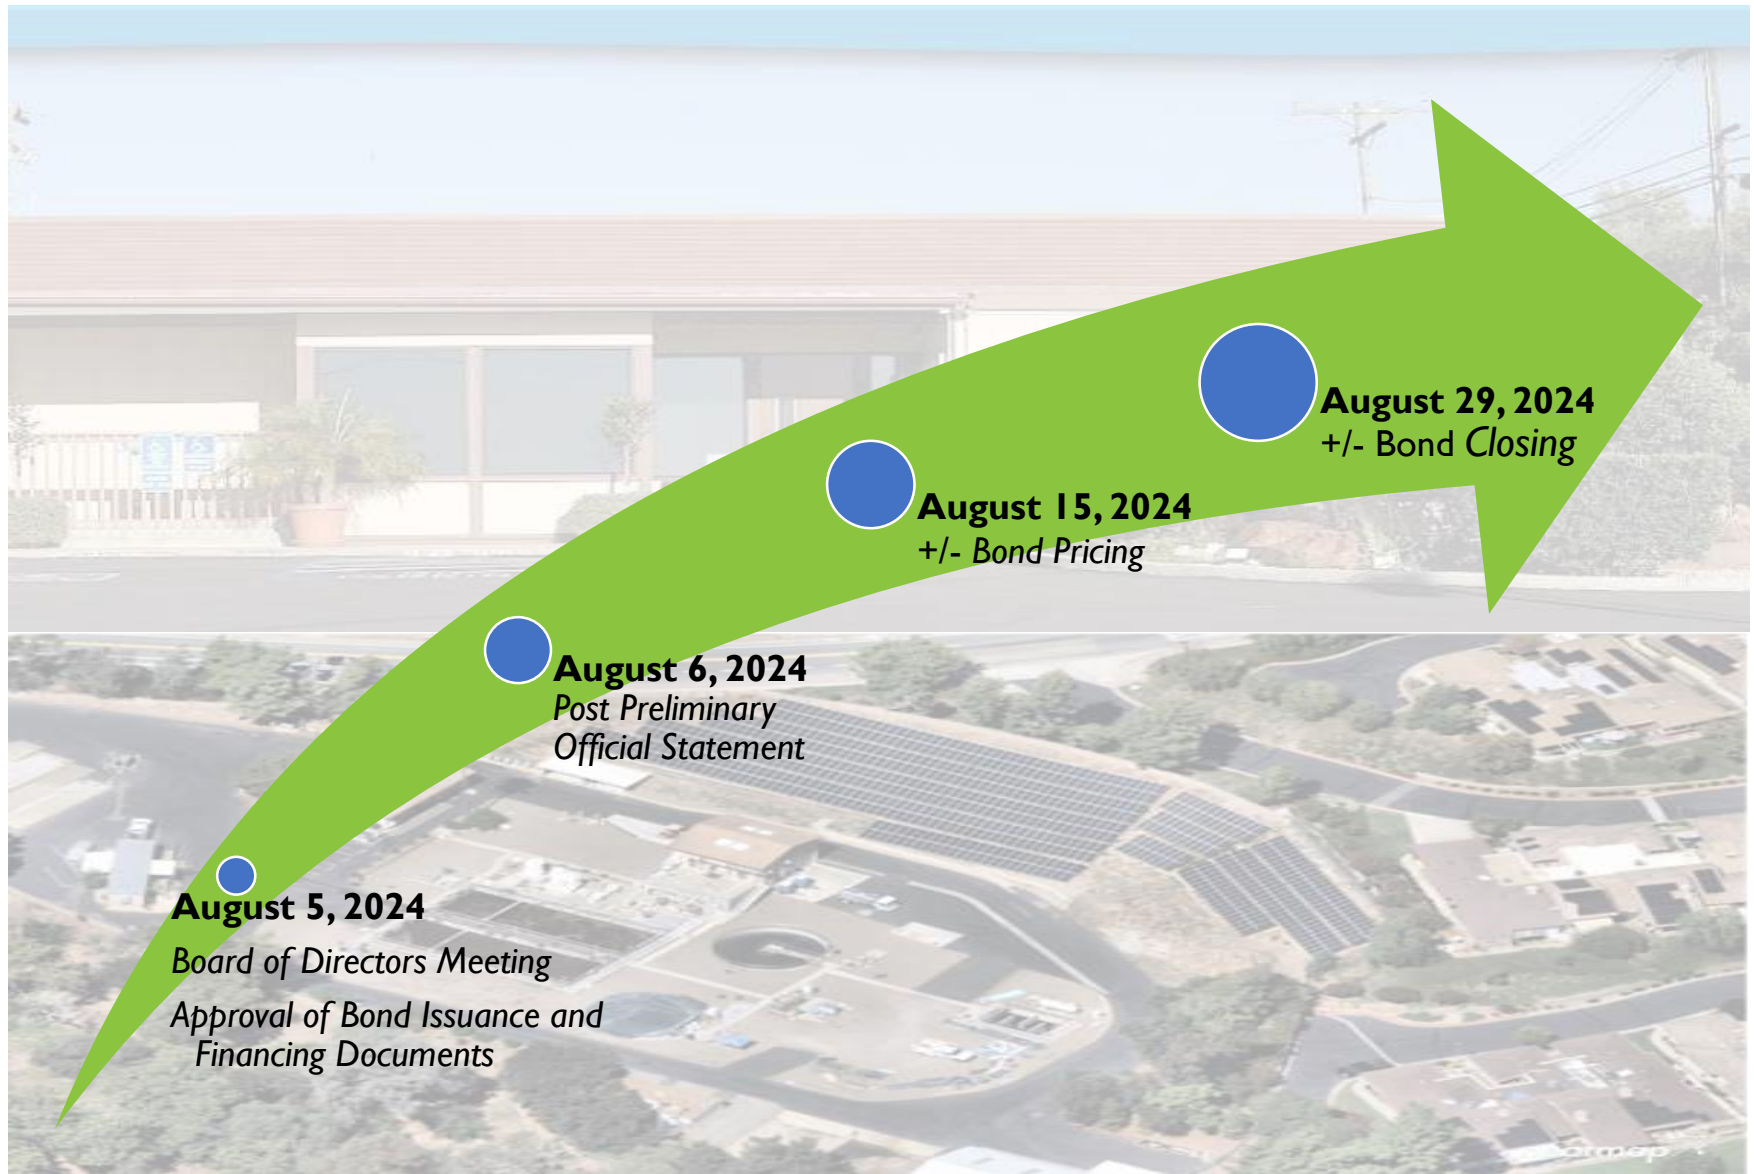 August 29, 2024
+/- Bond Closing
August 15, 2024
+/- Bond Pricing
August 6, 2024
Post Preliminary
Official Statement
August 5, 2024
Board of Directors Meeting
Approval of Bond Issuance and
Financing Documents